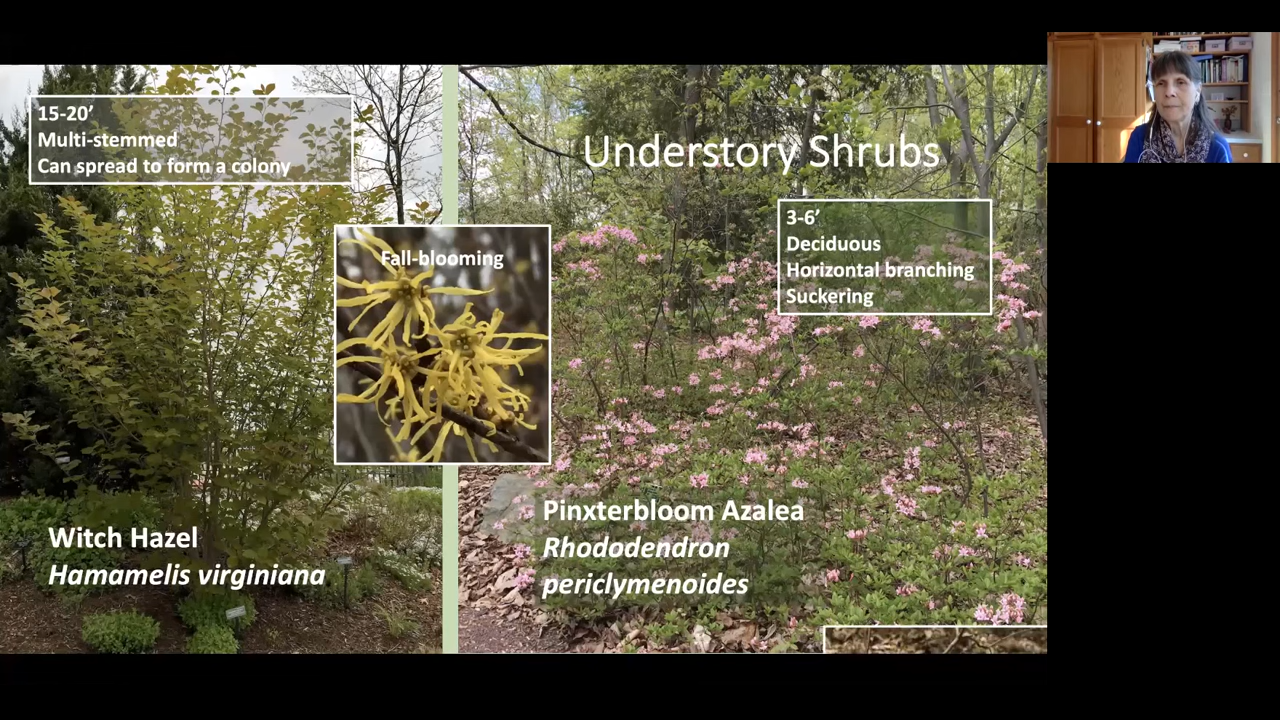 15-20’
Multi-stemmed
Can spread to form a colony
Understory Shrubs
3-6’
Deciduous
Horizontal branching
Suckering
Fall-blooming
Witch Hazel
Hamamelis virginiana
Pinxterbloom Azalea
Rhododendron
periclymenoides